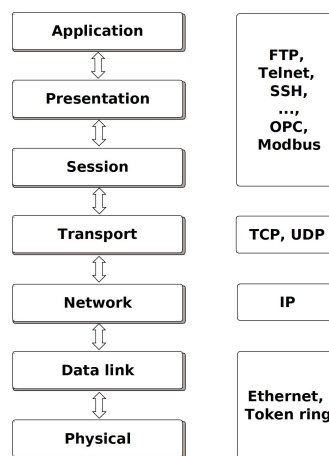 Application
Presentation
Session
Transport
Network
Data link
Physical
FTP,
Telnet,
SSH,
...,
OPC,
Modbus
TCP, UDP
IP
Ethernet,
Token ring